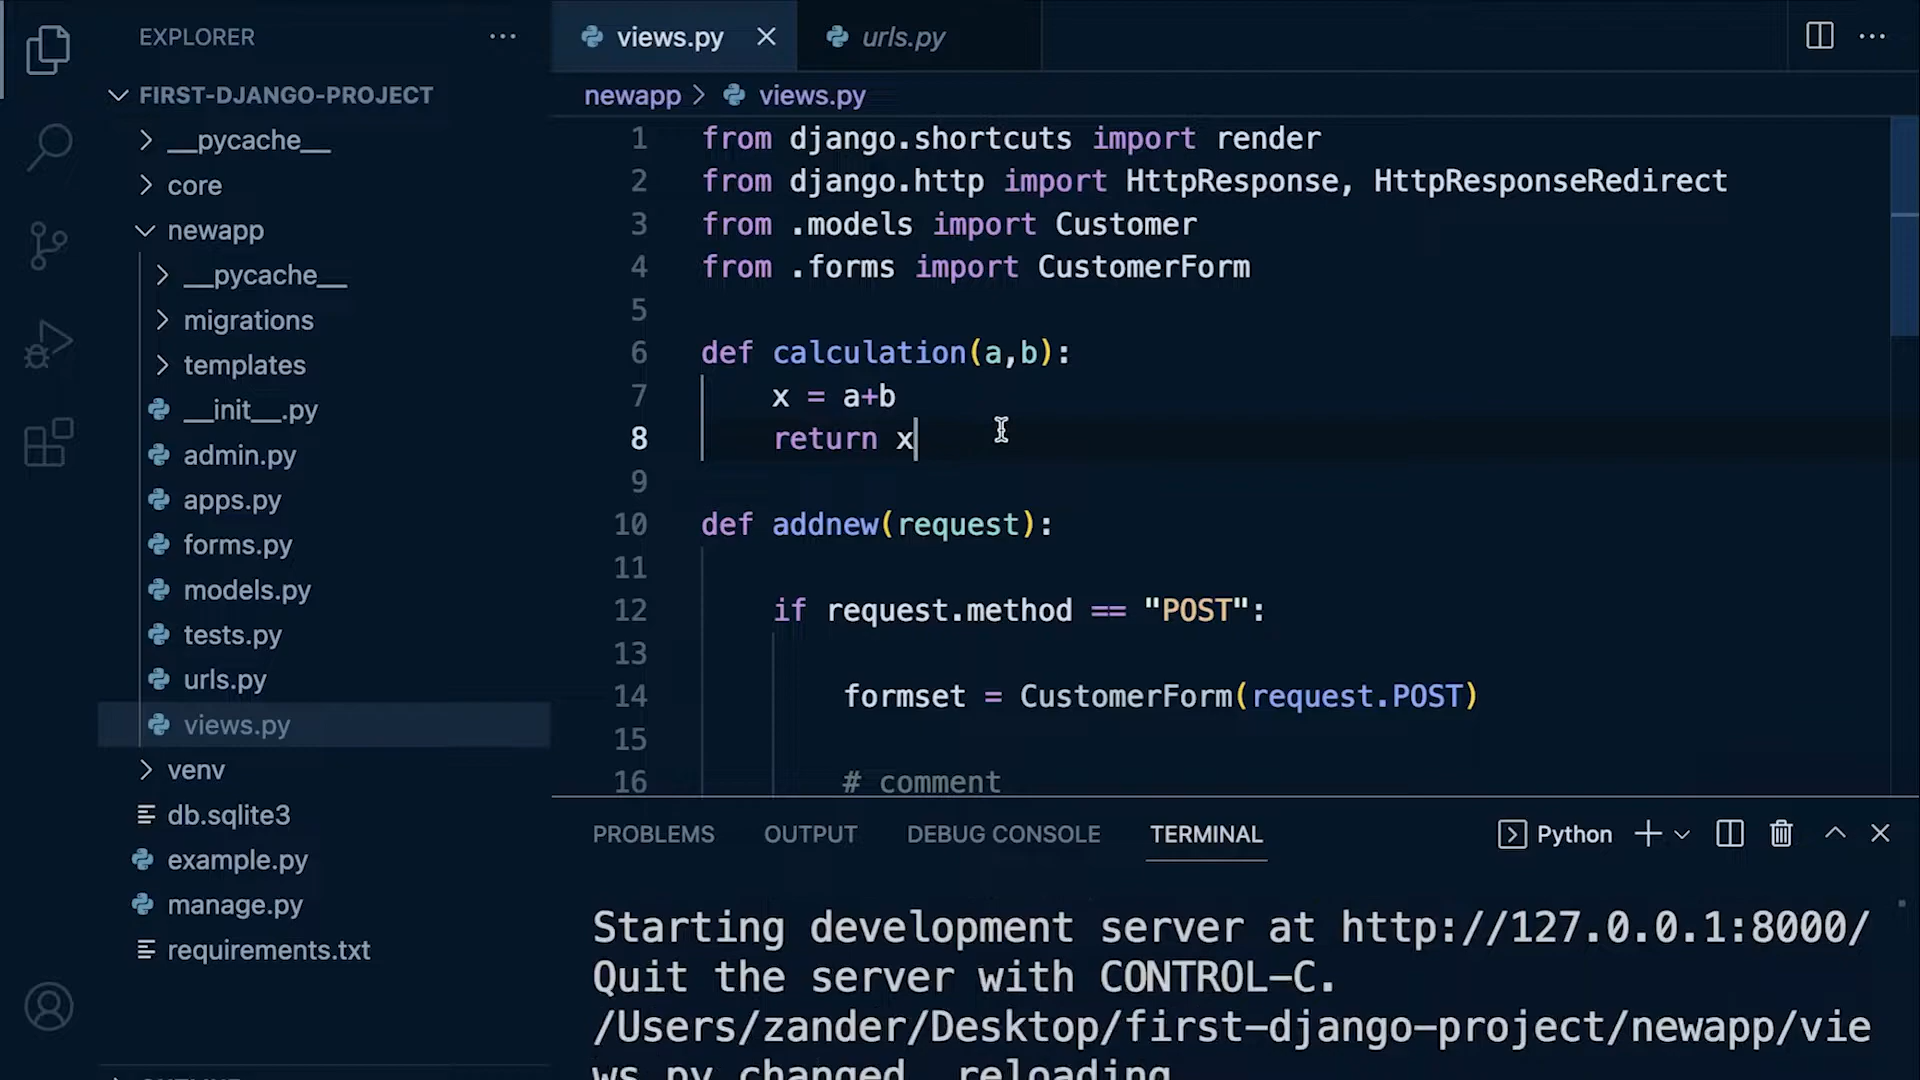 EXPLORER
FIRST-DJANGO-PROJECT
__pycache__
core
newapp
__pycache__
migrations
templates
__init__.py
admin.py
apps.py
forms.py
models.py
tests.py
urls.py
views.py
venv
db.sqlite3
example.py
manage.py
requirements.txt
views.py
urls.py
newapp > views.py
1 from django.shortcuts import render
2 from django.http import HttpResponse, HttpResponseRedirect
3 from .models import Customer
4 from .forms import CustomerForm
5
6 def calculation(a,b):
7 x = a+b
8 return x
9
10 def addnew(request):
11
12 if request.method == "POST":
13
14 formset = CustomerForm(request.POST)
15
16 # comment
PROBLEMS OUTPUT DEBUG CONSOLE TERMINAL Python
Starting development server at http://127.0.0.1:8000/
Quit the server with CONTROL-C.
/Users/zander/Desktop/first-django-project/newapp/vie
ws.py changed, reloading